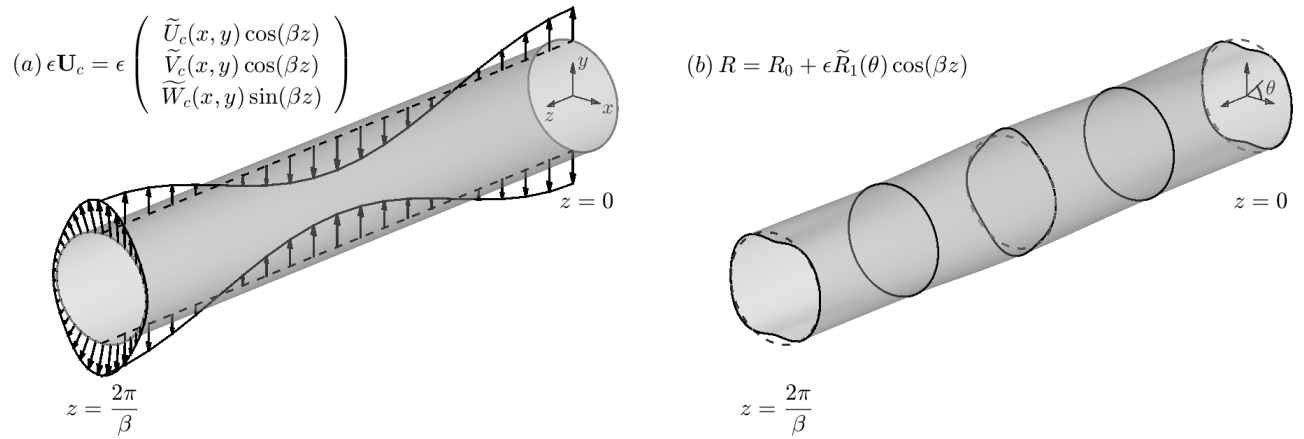 (a) ϵU_c = ϵ ( Ũ_c(x, y) cos(βz)
Ṽ_c(x, y) cos(βz)
W̃_c(x, y) sin(βz) )
y
x
z
z = 0
z = 2π/β
(b) R = R_0 + ϵR̃_1(θ) cos(βz)
θ
z = 0
z = 2π/β